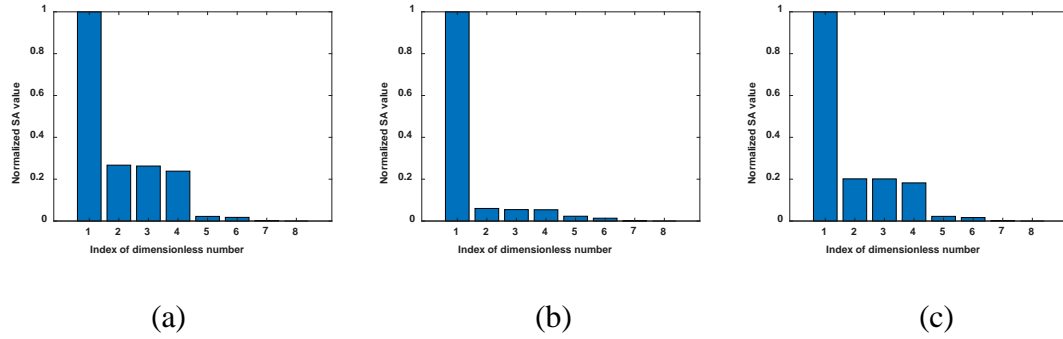 1
0.8
0.6
0.4
0.2
0
Normalized SA value
1 2 3 4 5 6 7 8
Index of dimensionless number
(a)
1
0.8
0.6
0.4
0.2
0
Normalized SA value
1 2 3 4 5 6 7 8
Index of dimensionless number
(b)
1
0.8
0.6
0.4
0.2
0
Normalized SA value
1 2 3 4 5 6 7 8
Index of dimensionless number
(c)